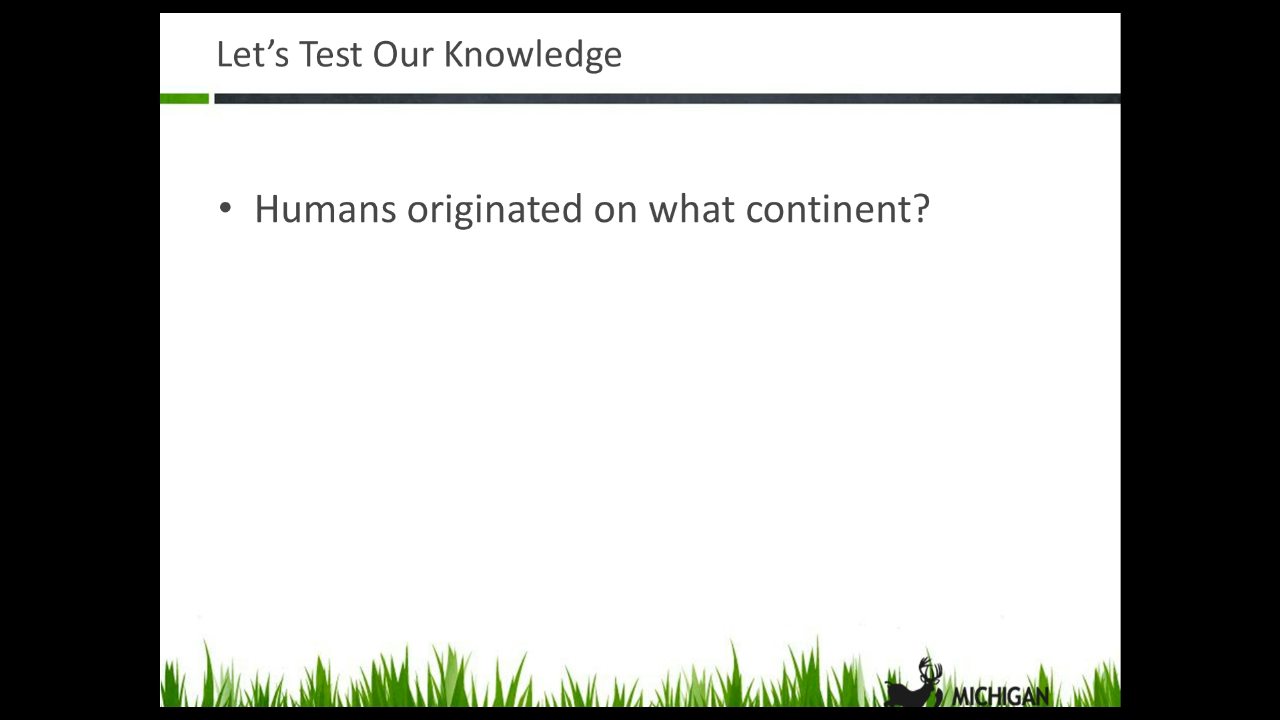 Let’s Test Our Knowledge
• Humans originated on what continent?
MICHIGAN